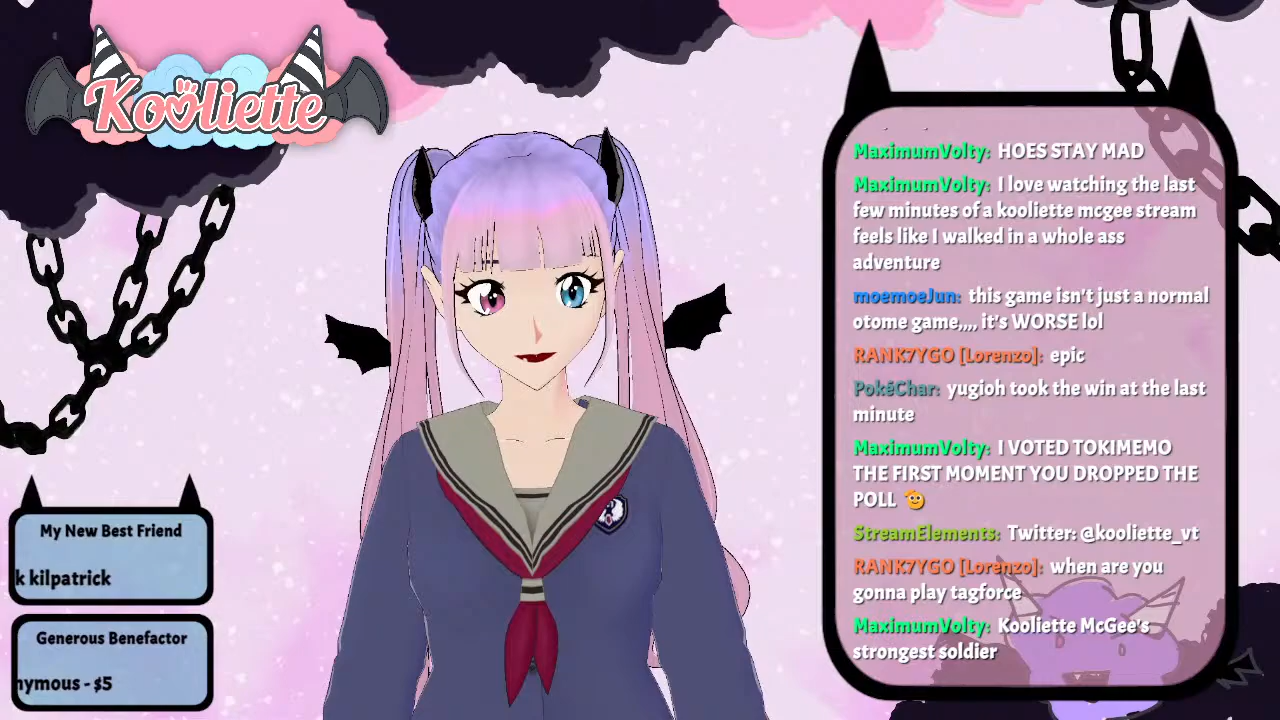 Kooliette
MaximumVolty: HOES STAY MAD
MaximumVolty: I love watching the last
few minutes of a kooliette mcgee stream
feels like I walked in a whole ass
adventure
moemoeJun: this game isn't just a normal
otome game,,,, it's WORSE lol
RANK7YGO [Lorenzo]: epic
PokéChar: yugioh took the win at the last
minute
MaximumVolty: I VOTED TOKIMEMO
THE FIRST MOMENT YOU DROPPED THE
POLL 🫡
StreamElements: Twitter: @kooliette_vt
RANK7YGO [Lorenzo]: when are you
gonna play tagforce
MaximumVolty: Kooliette McGee's
strongest soldier
My New Best Friend
k kilpatrick
Generous Benefactor
nymous - $5